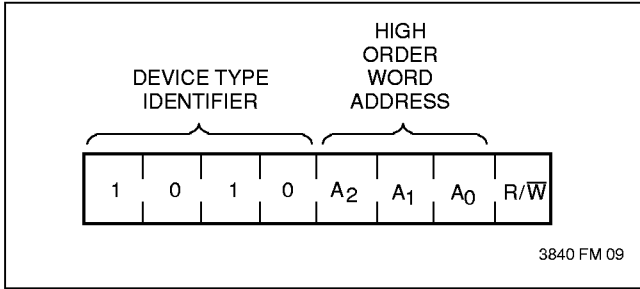 HIGH
ORDER
DEVICE TYPE WORD
IDENTIFIER ADDRESS
1 0 1 0 A₂ A₁ A₀ R/W̅
3840 FM 09